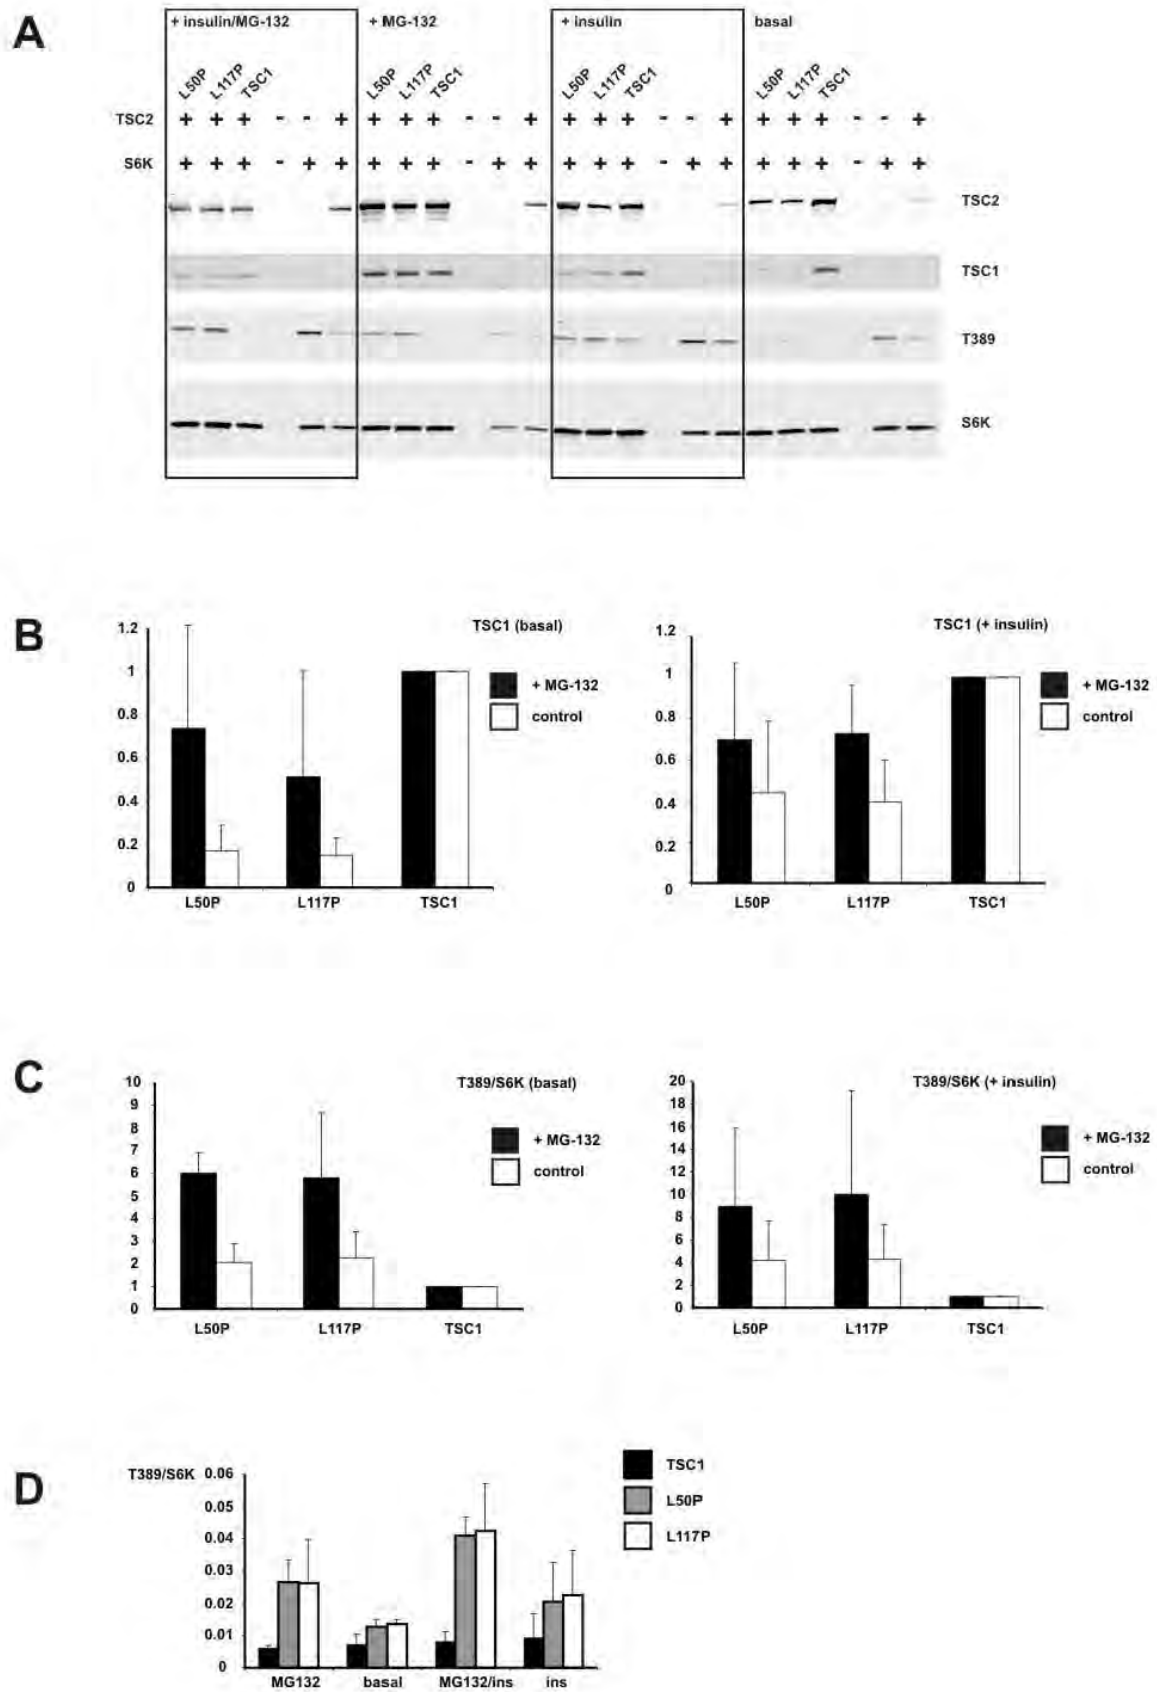 A
+ insulin/MG-132 + MG-132 + insulin basal
L50P L117P TSC1 L50P L117P TSC1 L50P L117P TSC1 L50P L117P TSC1
TSC2 + + + - - + + + + - - + + + + - - + + + + - - +
S6K + + + - + + + + + - + + + + + - + + + + + - + +
TSC2
TSC1
T389
S6K
B
TSC1 (basal)
1.2
1
0.8
0.6
0.4
0.2
0
+ MG-132
control
L50P L117P TSC1
TSC1 (+ insulin)
1.2
1
0.8
0.6
0.4
0.2
0
+ MG-132
control
L50P L117P TSC1
C
T389/S6K (basal)
10
9
8
7
6
5
4
3
2
1
0
+ MG-132
control
L50P L117P TSC1
T389/S6K (+ insulin)
20
18
16
14
12
10
8
6
4
2
0
+ MG-132
control
L50P L117P TSC1
D
T389/S6K
0.06
0.05
0.04
0.03
0.02
0.01
0
TSC1
L50P
L117P
MG132 basal MG132/ins ins